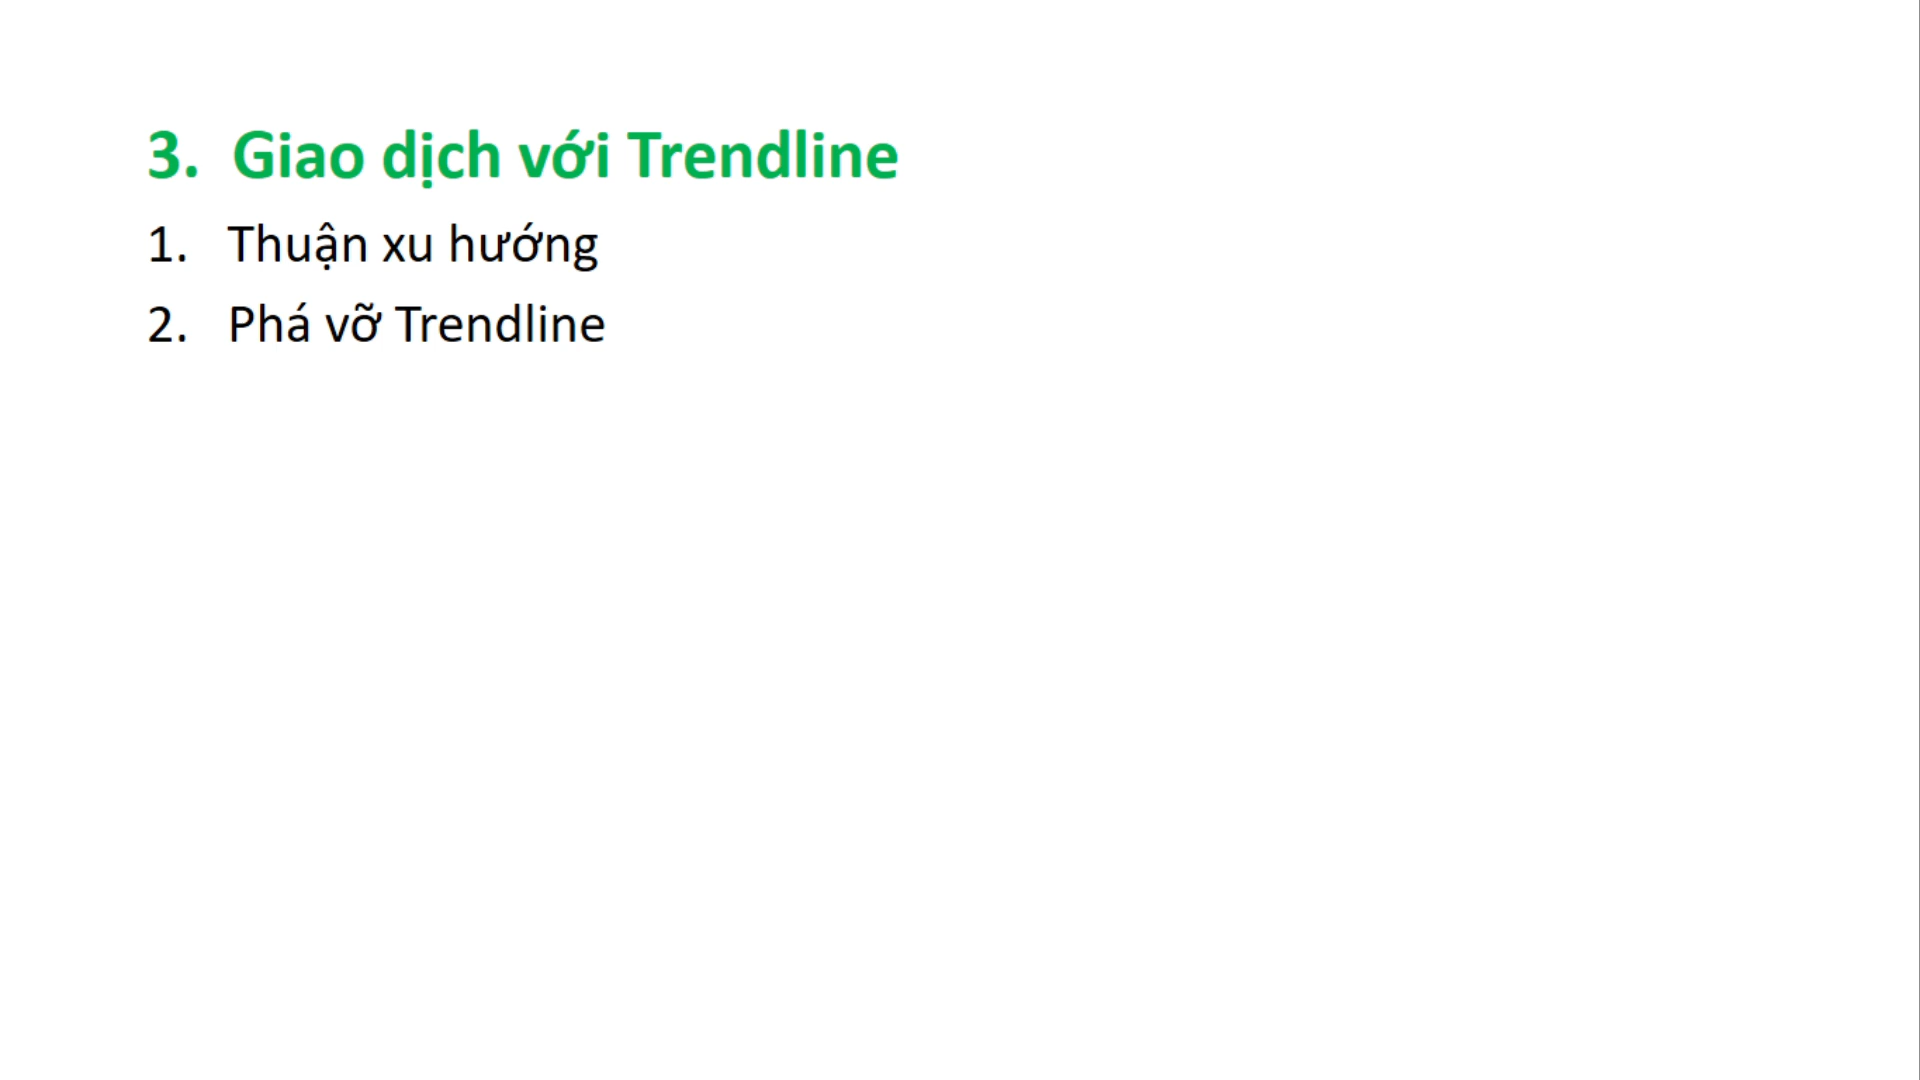 3. Giao dịch với Trendline
1. Thuận xu hướng
2. Phá vỡ Trendline